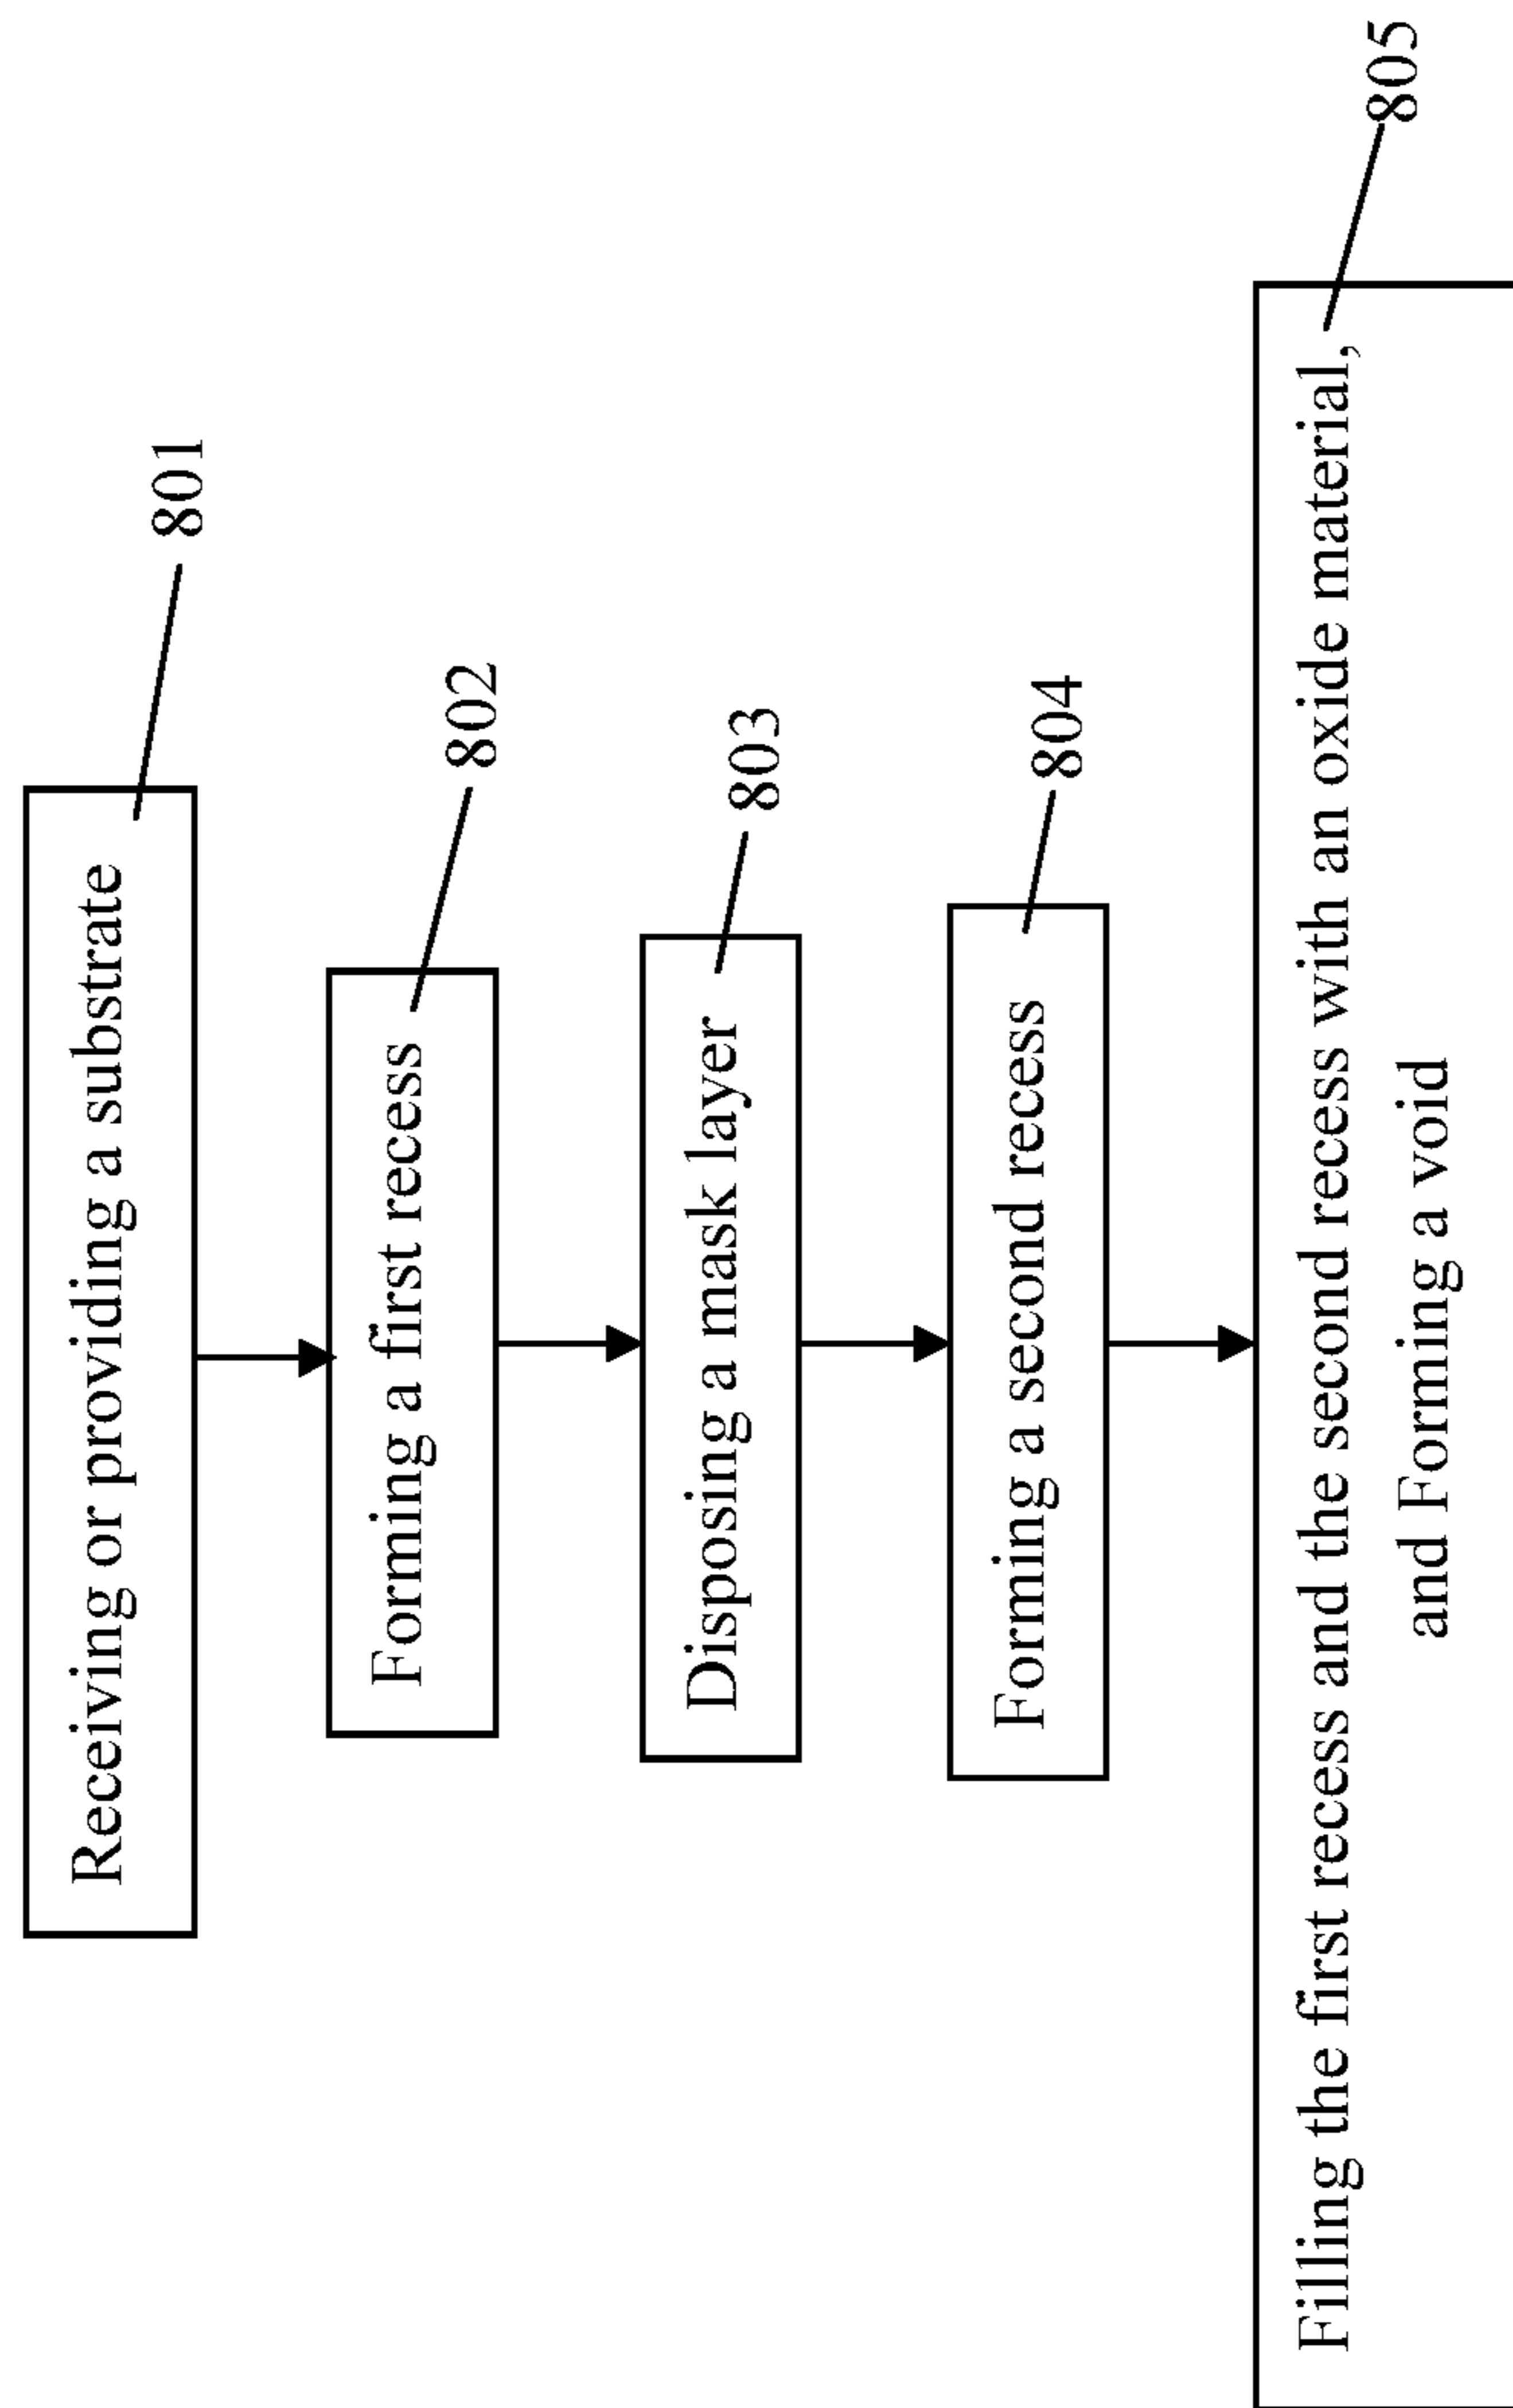 Receiving or providing a substrate
801
Forming a first recess
802
Disposing a mask layer
803
Forming a second recess
804
Filling the first recess and the second recess with an oxide material,
and Forming a void
805